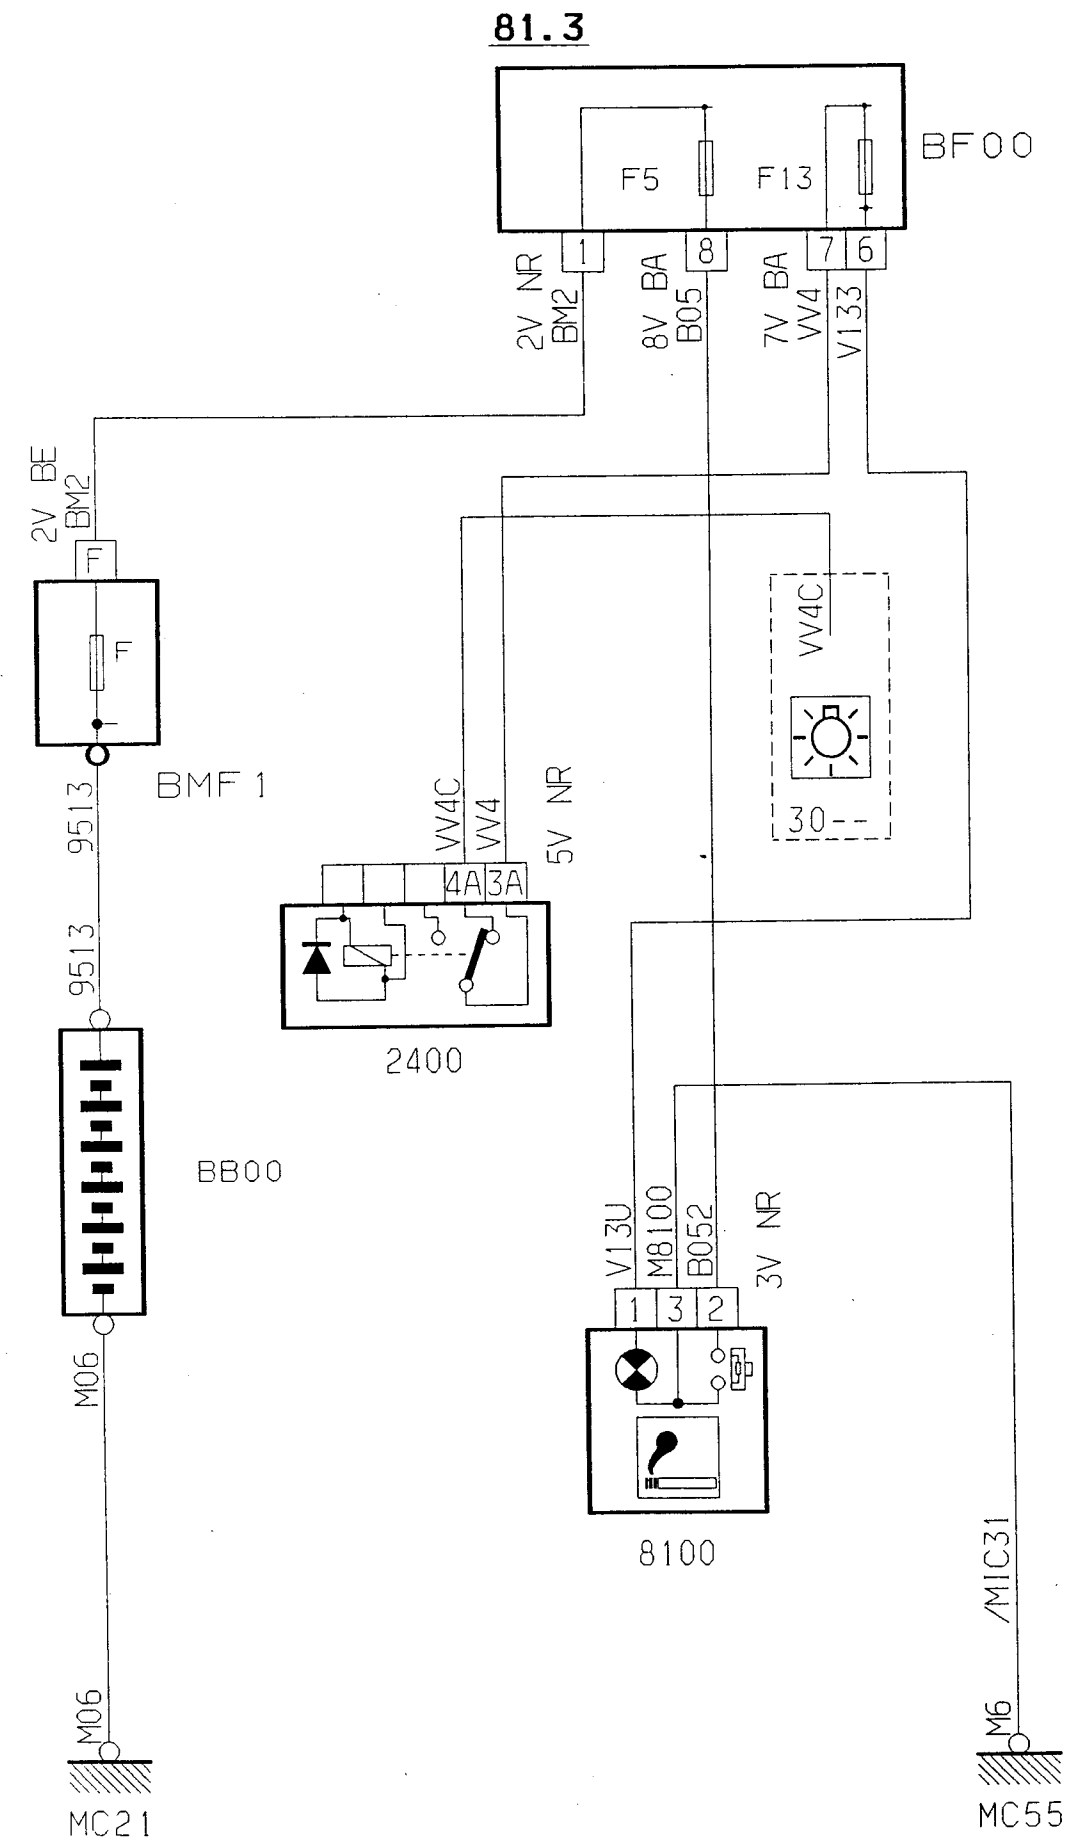 81.3
BF00
F5
F13
1
8
7
6
2V NR
BM2
8V BA
B05
7V BA
VV4
V133
2V BE
BM2
F
F
BMF1
VV4C
30--
9513
VV4C
VV4
5V NR
4A
3A
9513
2400
BB00
V13U
M8100
B052
3V NR
1
3
2
M06
8100
/MIC31
M06
M6
MC21
MC55